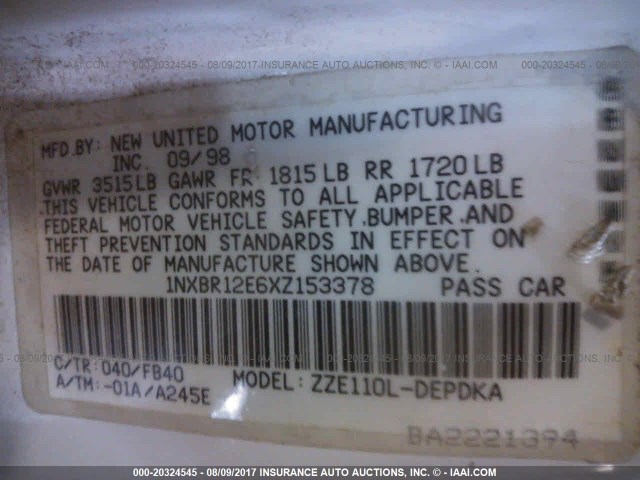 000-20324545 - 08/09/2017 INSURANCE AUTO AUCTIONS, INC. © - IAAI.COM
MFD.BY: NEW UNITED MOTOR MANUFACTURING
INC. 09/98
GVWR 3515LB GAWR FR 1815LB RR 1720LB
THIS VEHICLE CONFORMS TO ALL APPLICABLE
FEDERAL MOTOR VEHICLE SAFETY.BUMPER.AND
THEFT PREVENTION STANDARDS IN EFFECT ON
THE DATE OF MANUFACTURE SHOWN ABOVE.
1NXBR12E6XZ153378 PASS CAR
C/TR:040/FB40
A/TM:-01A/A245E MODEL: ZZE110L-DEPDKA
BA2221394
000-20324545 - 08/09/2017 INSURANCE AUTO AUCTIONS, INC. © - IAAI.COM